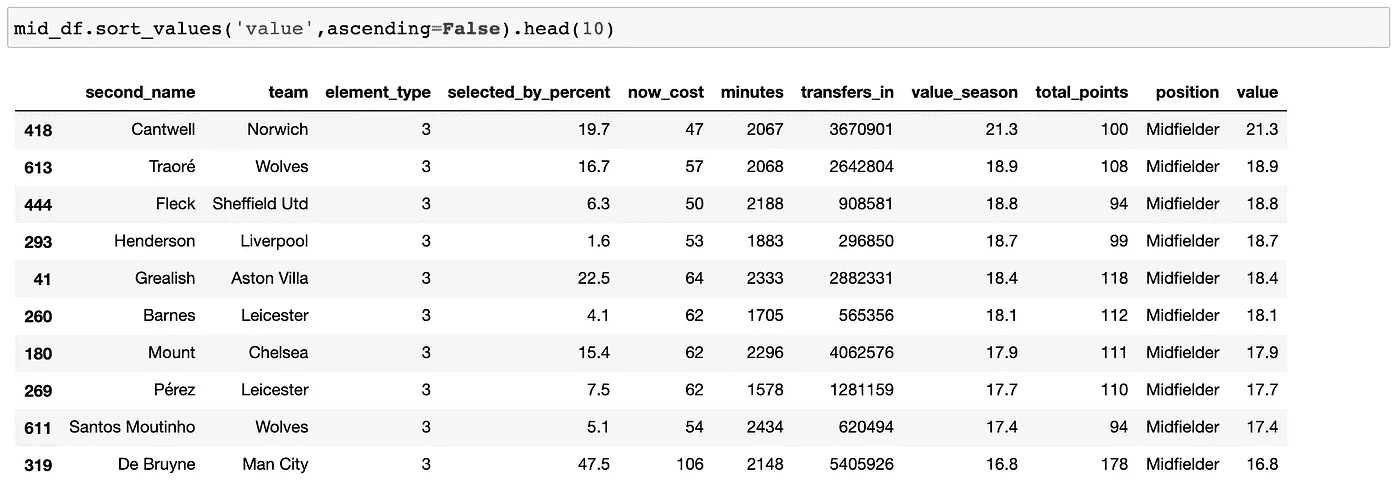 mid_df.sort_values('value',ascending=False).head(10)
second_name team element_type selected_by_percent now_cost minutes transfers_in value_season total_points position value
418 Cantwell Norwich 3 19.7 47 2067 3670901 21.3 100 Midfielder 21.3
613 Traoré Wolves 3 16.7 57 2068 2642804 18.9 108 Midfielder 18.9
444 Fleck Sheffield Utd 3 6.3 50 2188 908581 18.8 94 Midfielder 18.8
293 Henderson Liverpool 3 1.6 53 1883 296850 18.7 99 Midfielder 18.7
41 Grealish Aston Villa 3 22.5 64 2333 2882331 18.4 118 Midfielder 18.4
260 Barnes Leicester 3 4.1 62 1705 565356 18.1 112 Midfielder 18.1
180 Mount Chelsea 3 15.4 62 2296 4062576 17.9 111 Midfielder 17.9
269 Pérez Leicester 3 7.5 62 1578 1281159 17.7 110 Midfielder 17.7
611 Santos Moutinho Wolves 3 5.1 54 2434 620494 17.4 94 Midfielder 17.4
319 De Bruyne Man City 3 47.5 106 2148 5405926 16.8 178 Midfielder 16.8